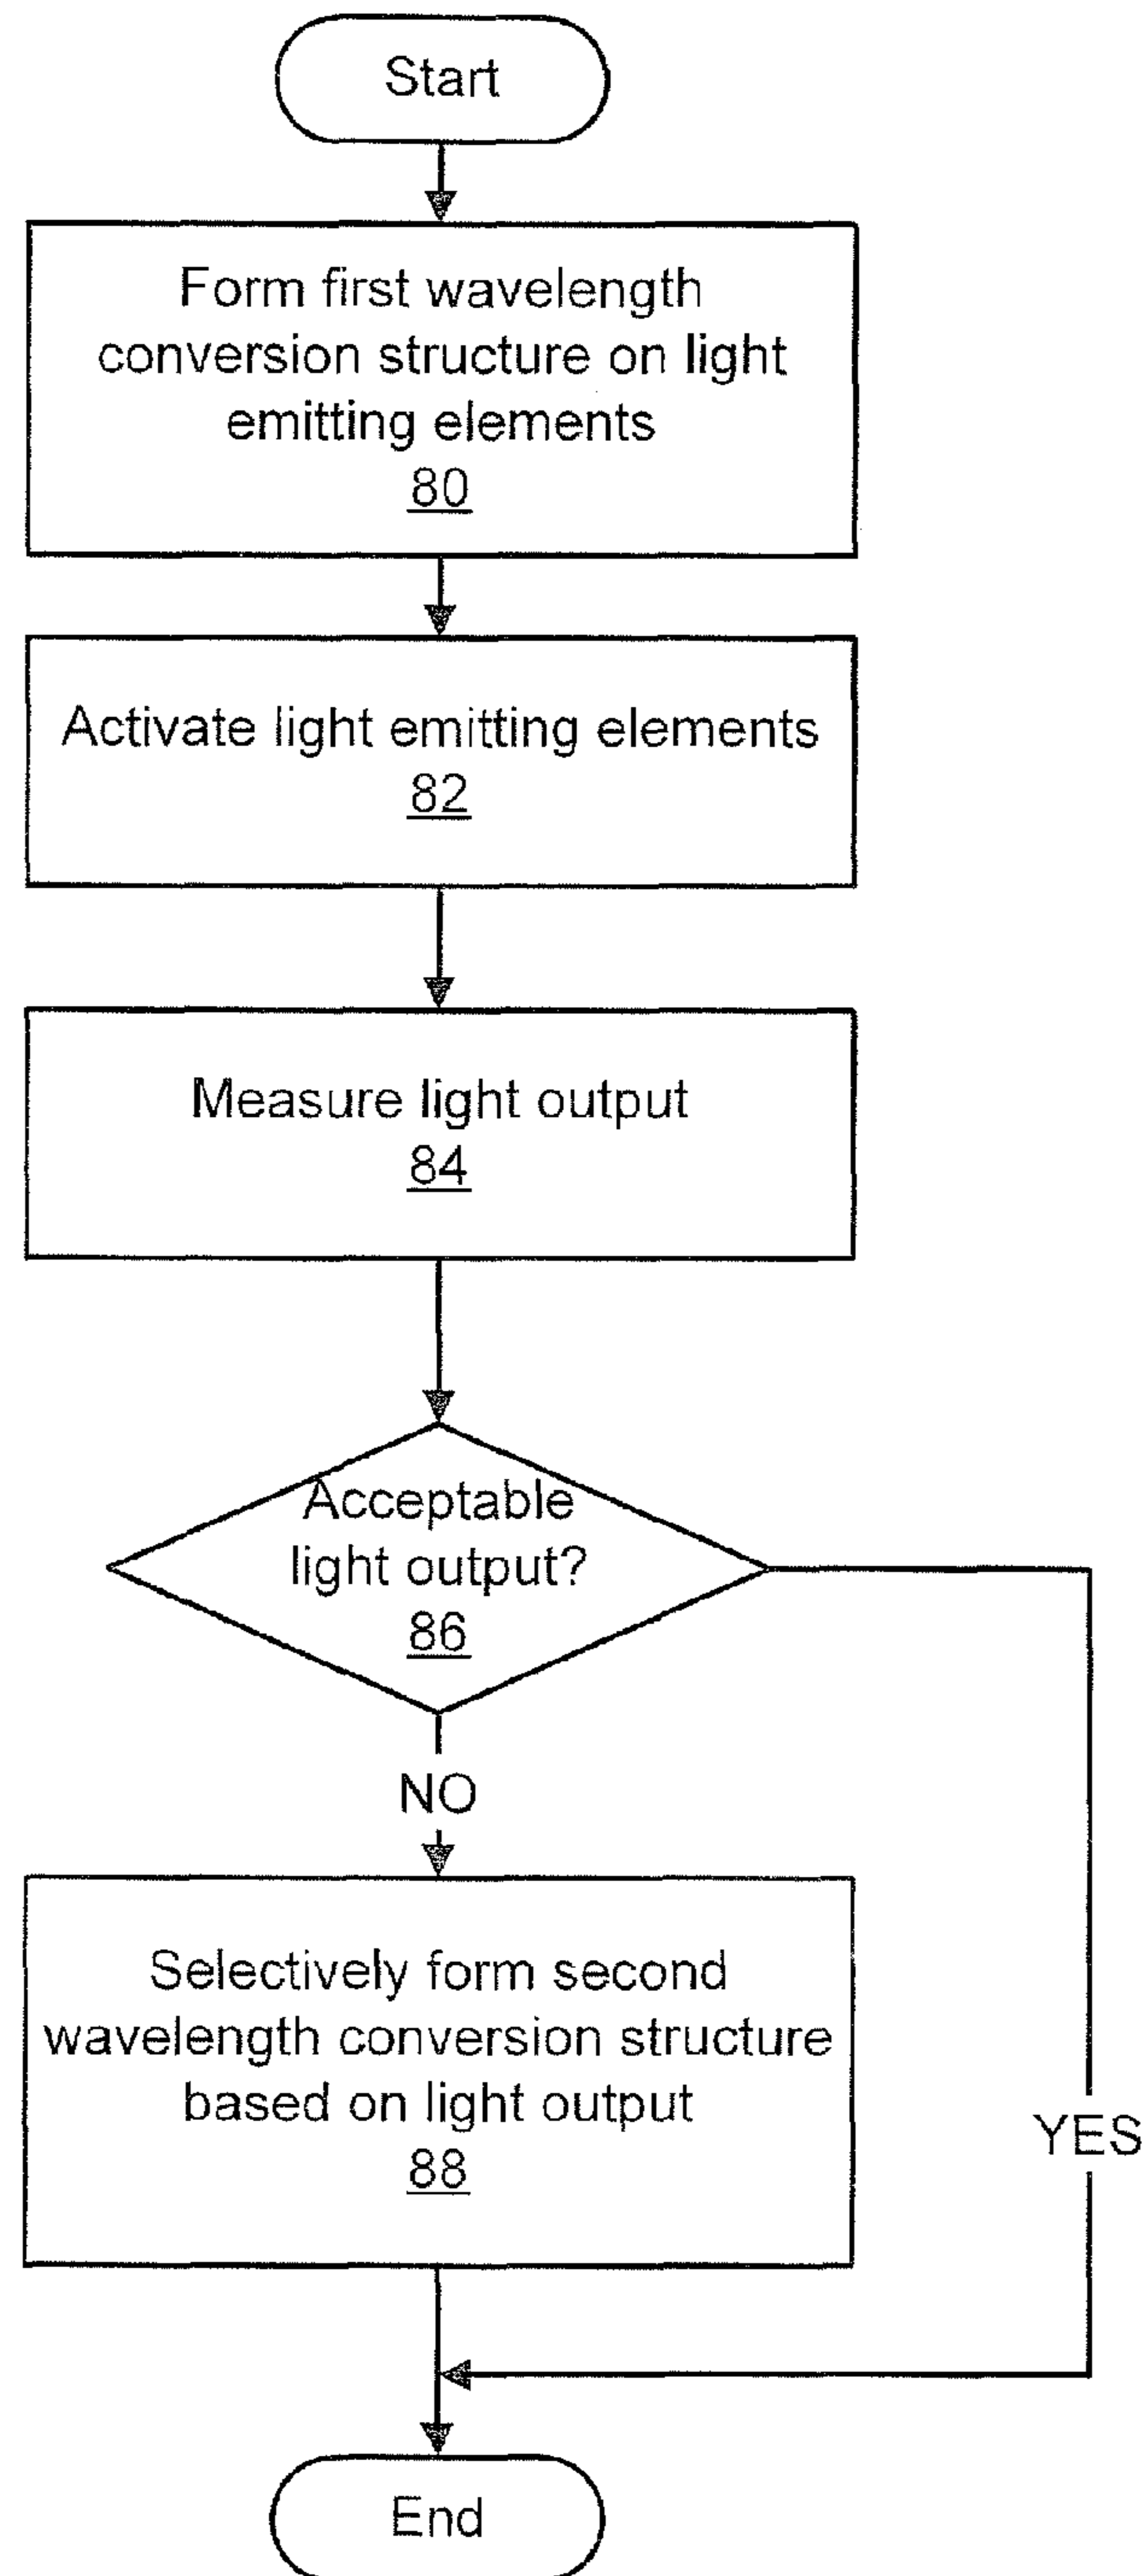 Start
Form first wavelength
conversion structure on light
emitting elements
80
Activate light emitting elements
82
Measure light output
84
Acceptable
light output?
86
NO
Selectively form second
wavelength conversion structure
based on light output
88
YES
End